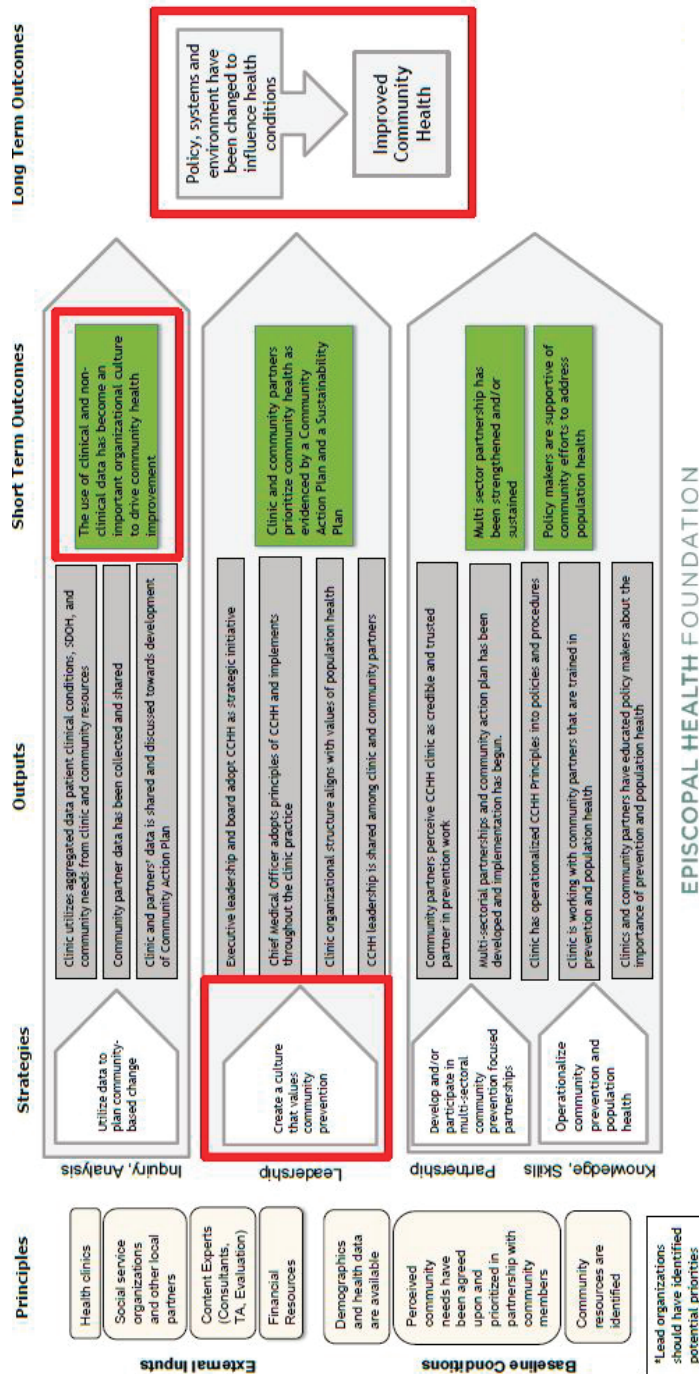 Principles
Strategies
Outputs
Short Term Outcomes
Long Term Outcomes
External Inputs
Health clinics
Social service
organizations
and other local
partners
Content Experts
(Consultants,
TA, Evaluation)
Financial
Resources
Baseline Conditions
Demographics
and health data
are available
Perceived
community
needs have
been agreed
upon and
prioritized in
partnership with
community
members
Community
resources are
identified
*Lead organizations
should have identified
potential priorities
Inquiry, Analysis
Utilize data to
plan community-
based change
Clinic utilizes aggregated data patient clinical conditions, SDOH, and
community needs from clinic and community resources
Community partner data has been collected and shared
Clinic and partners' data is shared and discussed towards development
of Community Action Plan
The use of clinical and non-
clinical data has become an
important organizational culture
to drive community health
improvement
Leadership
Create a culture
that values
community
prevention
Executive leadership and board adopt CCHH as strategic initiative
Chief Medical Officer adopts principles of CCHH and implements
throughout the clinic practice
Clinic organizational structure aligns with values of population health
CCHH leadership is shared among clinic and community partners
Clinic and community partners
prioritize community health as
evidenced by a Community
Action Plan and a Sustainability
Plan
Partnership
Develop and/or
participate in
multi-sectoral
community
prevention focused
partnerships
Knowledge, Skills
Operationalize
community
prevention and
population
health
Community partners perceive CCHH clinic as credible and trusted
partner in prevention work
Multi-sectorial partnerships and community action plan has been
developed and implementation has begun.
Clinic has operationalized CCHH Principles into policies and procedures
Clinic is working with community partners that are trained in
prevention and population health
Clinics and community partners have educated policy makers about the
importance of prevention and population health
Multi sector partnership has
been strengthened and/or
sustained
Policy makers are supportive of
community efforts to address
population health
Policy, systems and
environment have
been changed to
influence health
conditions
Improved
Community
Health
EPISCOPAL HEALTH FOUNDATION